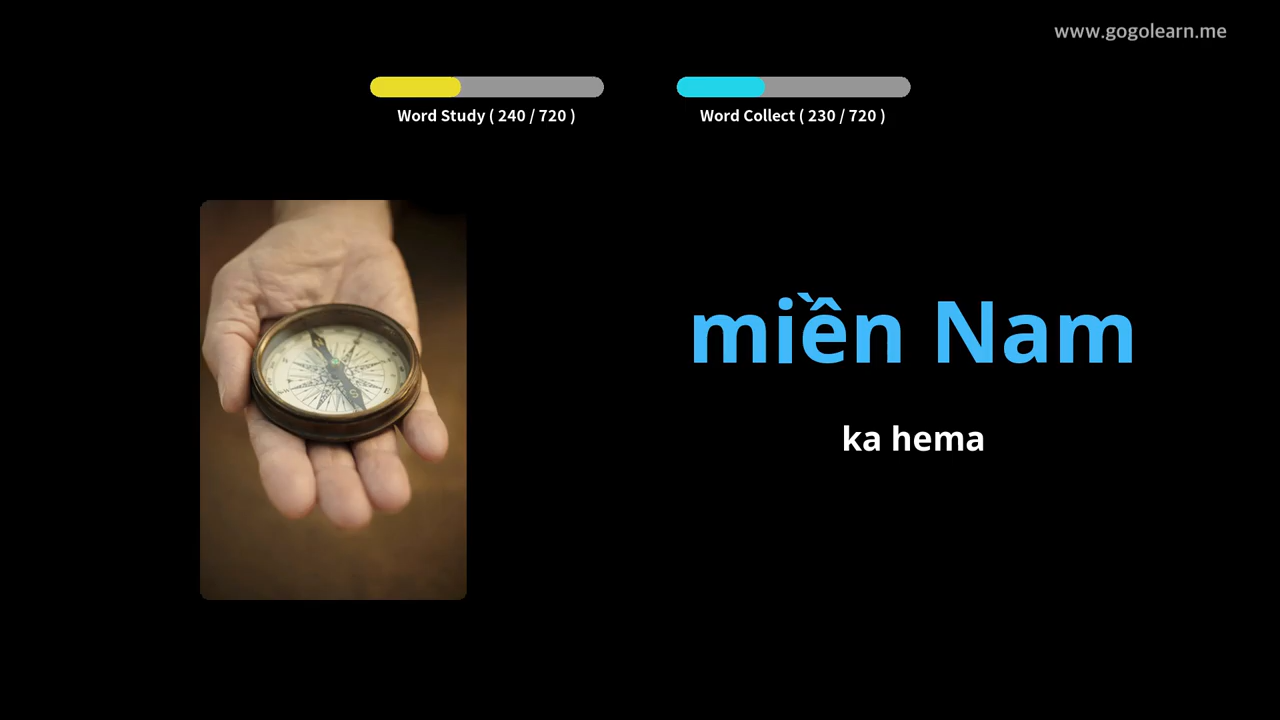 www.gogolearn.me
Word Study ( 240 / 720 )
Word Collect ( 230 / 720 )
miền Nam
ka hema